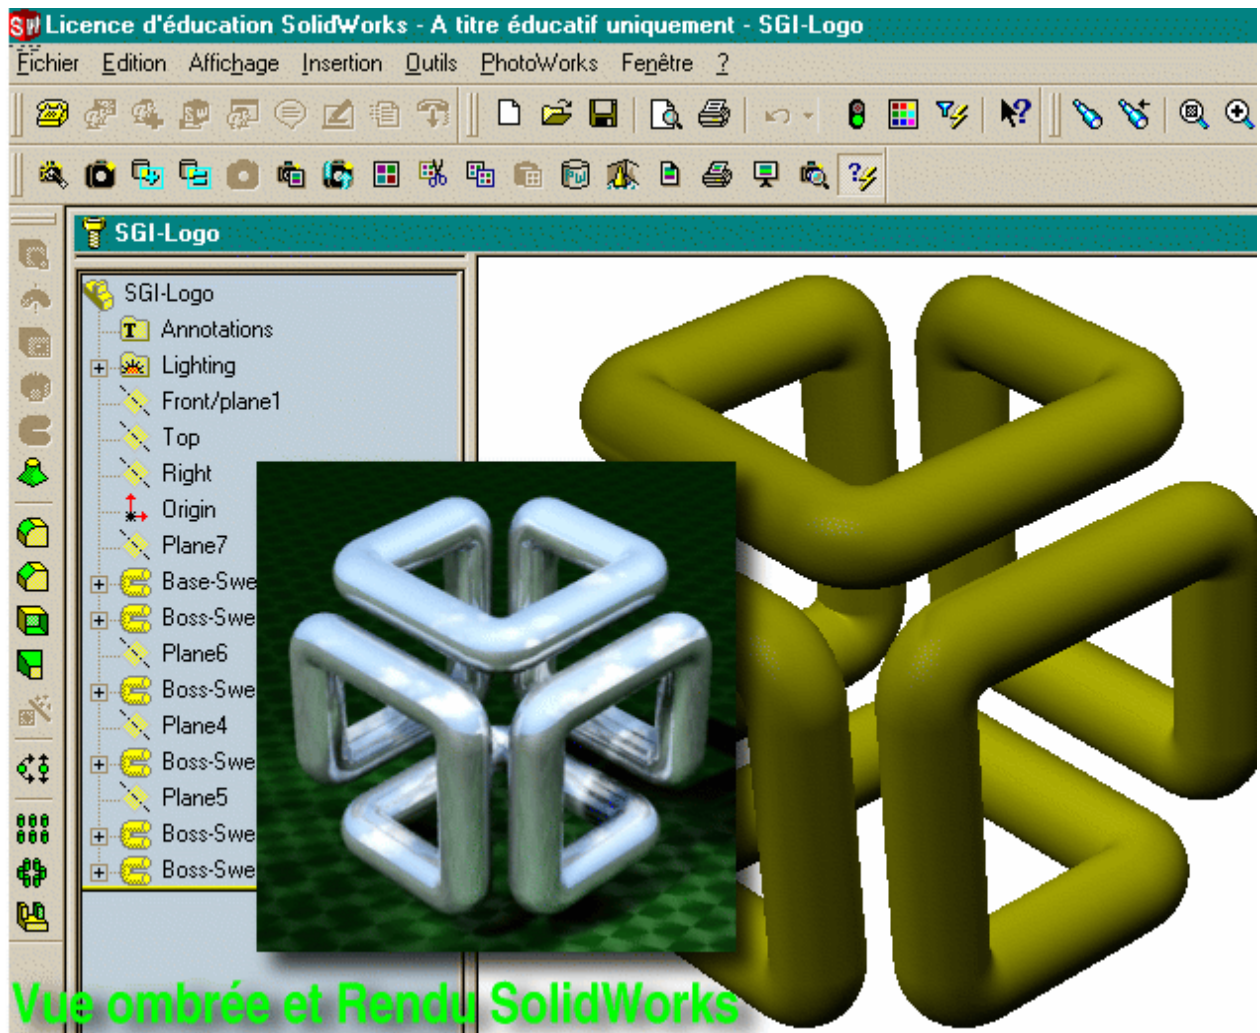 Licence d'éducation SolidWorks - A titre éducatif uniquement - SGI-Logo
Fichier Edition Affichage Insertion Outils PhotoWorks Fenêtre ?
SGI-Logo
SGI-Logo
Annotations
Lighting
Front/plane1
Top
Right
Origin
Plane7
Base-Swe
Boss-Swe
Plane6
Boss-Swe
Plane4
Boss-Swe
Plane5
Boss-Swe
Boss-Swe
Vue ombrée et Rendu SolidWorks